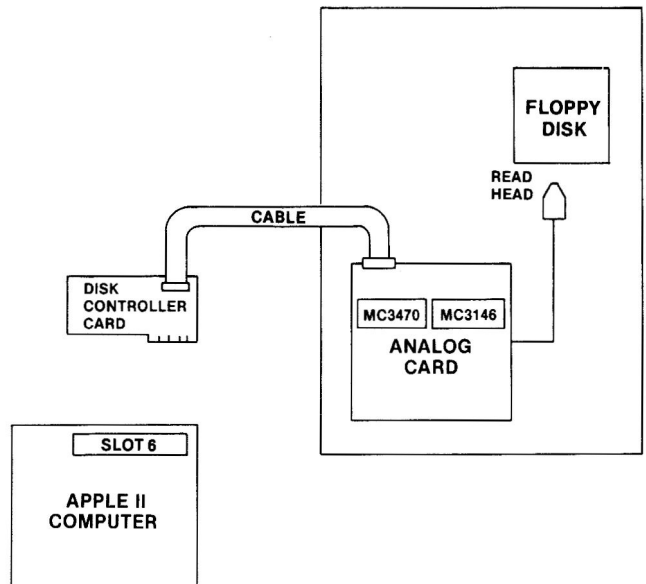 FLOPPY
DISK
READ
HEAD
CABLE
DISK
CONTROLLER
CARD
MC3470
MC3146
ANALOG
CARD
SLOT 6
APPLE II
COMPUTER